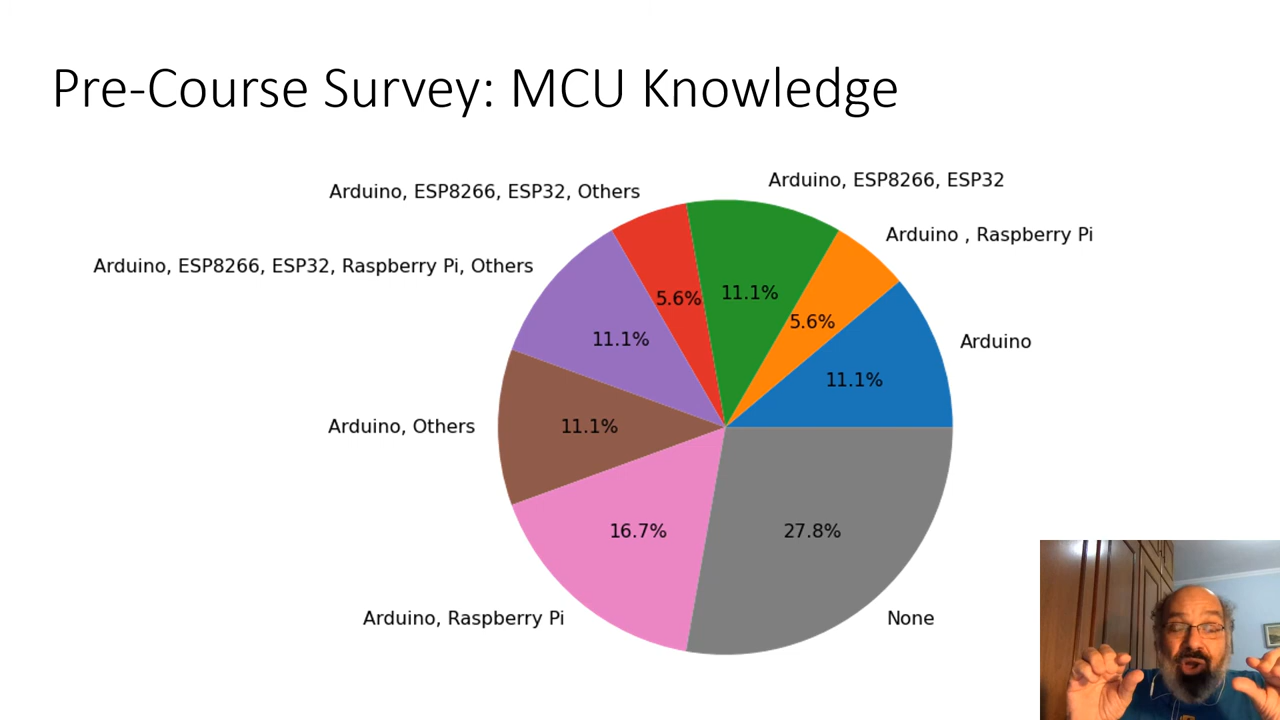 Pre-Course Survey: MCU Knowledge
Arduino, ESP8266, ESP32
Arduino, ESP8266, ESP32, Others
Arduino , Raspberry Pi
Arduino, ESP8266, ESP32, Raspberry Pi, Others
11.1%
5.6%
5.6%
11.1%
Arduino
11.1%
Arduino, Others
11.1%
16.7%
27.8%
Arduino, Raspberry Pi
None